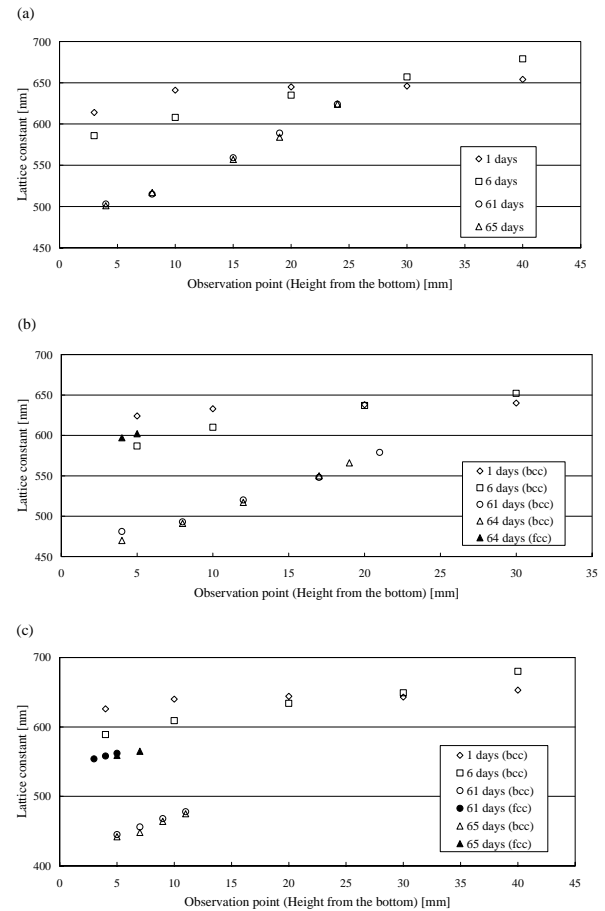 (a)
700
650
600
550
500
450
Lattice constant [nm]
1 days
6 days
61 days
65 days
0 5 10 15 20 25 30 35 40 45
Observation point (Height from the bottom) [mm]
(b)
700
650
600
550
500
450
Lattice constant [nm]
1 days (bcc)
6 days (bcc)
61 days (bcc)
64 days (bcc)
64 days (fcc)
0 5 10 15 20 25 30 35
Observation point (Height from the bottom) [mm]
(c)
700
600
500
400
Lattice constant [nm]
1 days (bcc)
6 days (bcc)
61 days (bcc)
61 days (fcc)
65 days (bcc)
65 days (fcc)
0 5 10 15 20 25 30 35 40 45
Observation point (Height from the bottom) [mm]